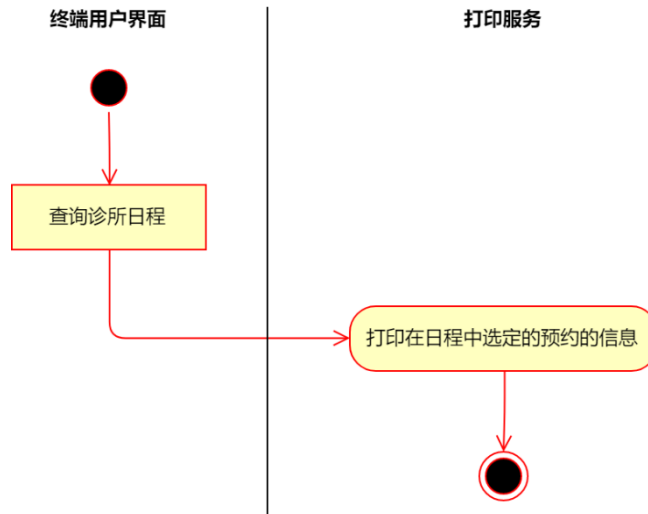 终端用户界面
打印服务
查询诊所日程
打印在日程中选定的预约的信息